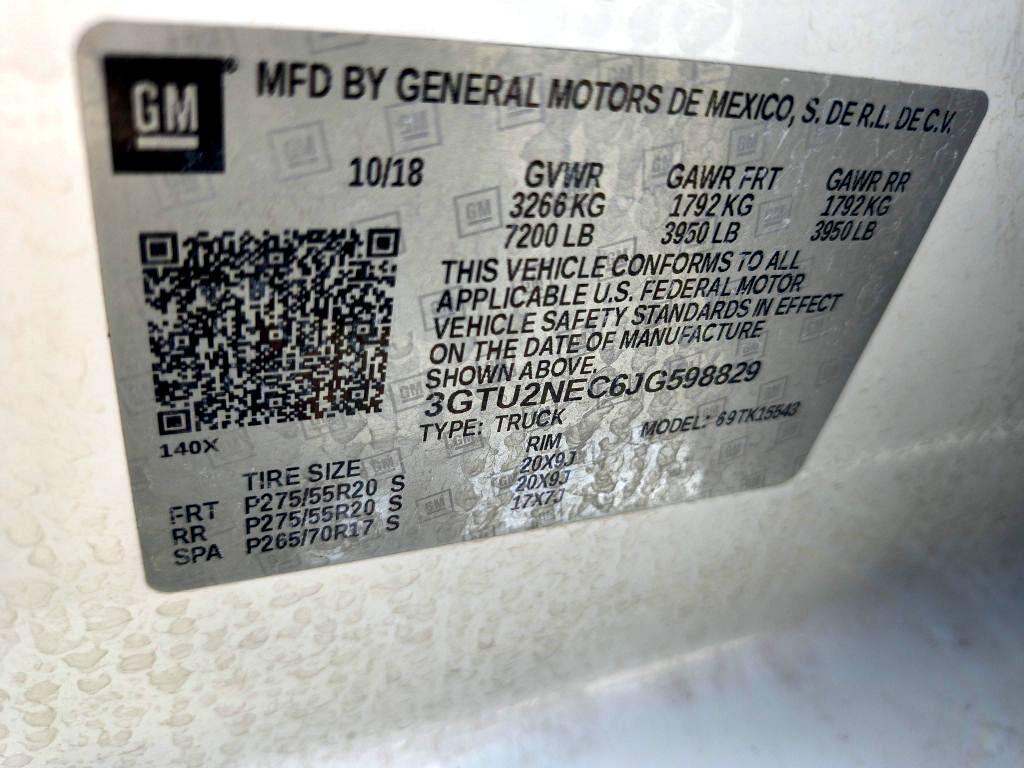 GM® MFD BY GENERAL MOTORS DE MEXICO, S. DE R.L. DE C.V.
10/18 GVWR GAWR FRT GAWR RR
3266 KG 1792 KG 1792 KG
7200 LB 3950 LB 3950 LB
THIS VEHICLE CONFORMS TO ALL
APPLICABLE U.S. FEDERAL MOTOR
VEHICLE SAFETY STANDARDS IN EFFECT
ON THE DATE OF MANUFACTURE
SHOWN ABOVE.
3GTU2NEC6JG598829
TYPE: TRUCK MODEL: 69TK15543
140X
TIRE SIZE RIM
FRT P275/55R20 S 20X9J
RR P275/55R20 S 20X9J
SPA P265/70R17 S 17X7J